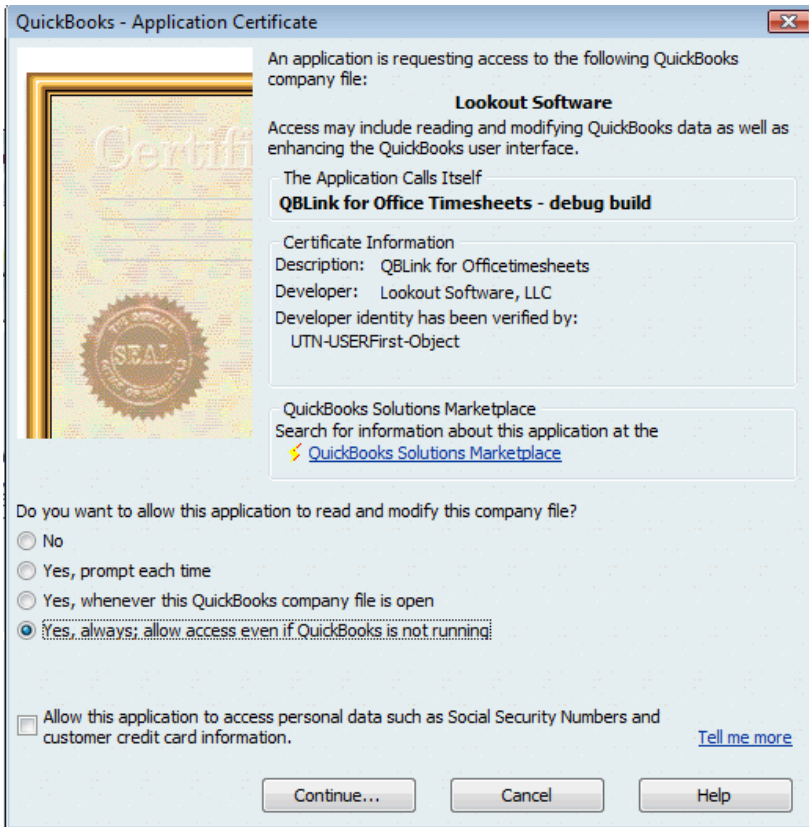 QuickBooks - Application Certificate
An application is requesting access to the following QuickBooks
company file:
Lookout Software
Access may include reading and modifying QuickBooks data as well as
enhancing the QuickBooks user interface.
The Application Calls Itself
QBLink for Office Timesheets - debug build
Certificate Information
Description: QBLink for Officetimesheets
Developer: Lookout Software, LLC
Developer identity has been verified by:
UTN-USERFirst-Object
QuickBooks Solutions Marketplace
Search for information about this application at the
QuickBooks Solutions Marketplace
Certifi
SEAL
Do you want to allow this application to read and modify this company file?
No
Yes, prompt each time
Yes, whenever this QuickBooks company file is open
Yes, always; allow access even if QuickBooks is not running
Allow this application to access personal data such as Social Security Numbers and
customer credit card information.
Tell me more
Continue...
Cancel
Help